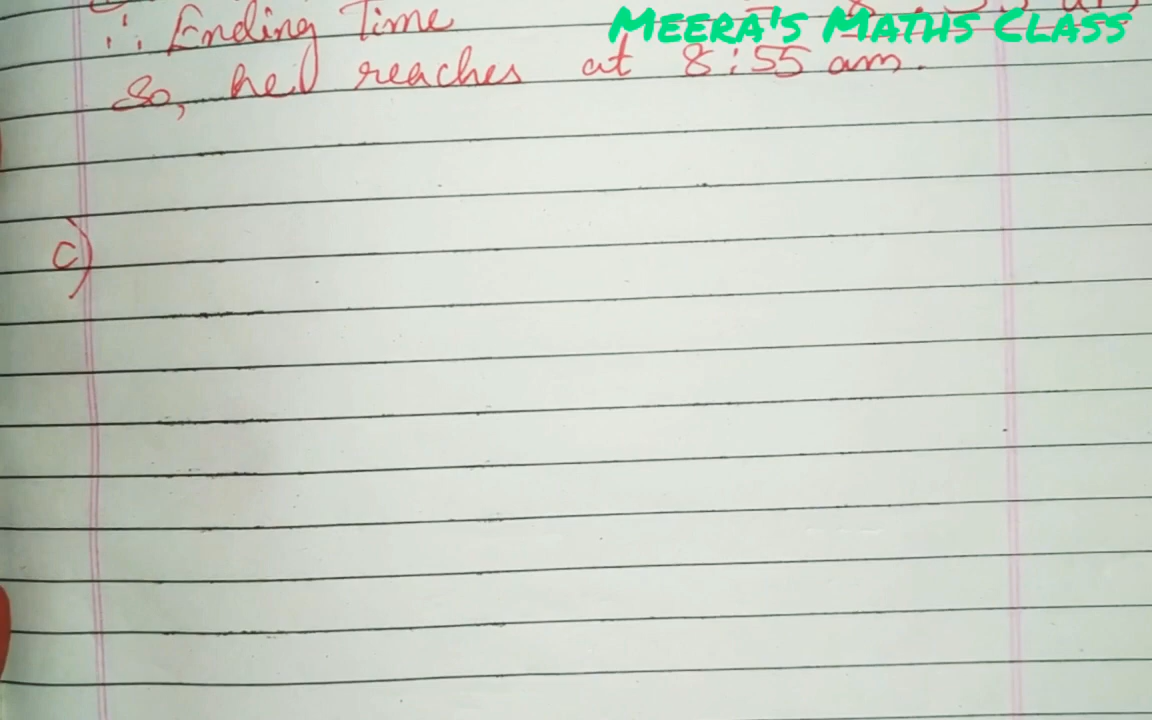 MEERA'S MATHS CLASS
∴ Ending Time
So, he reaches at 8:55 am.
c)